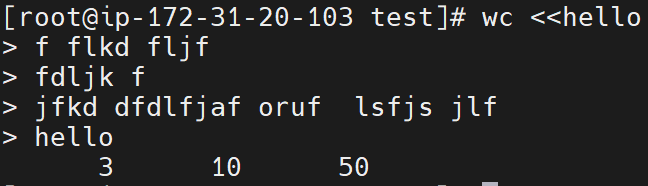 [root@ip-172-31-20-103 test]# wc <<hello
> f flkd fljf
> fdljk f
> jfkd dfdlfjaf oruf  lsfjs jlf
> hello
      3      10      50